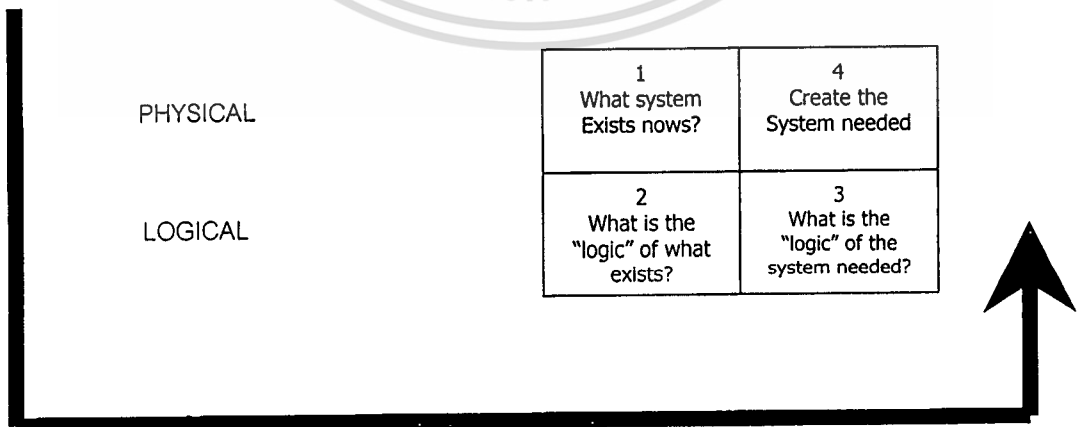 PHYSICAL
1
What system
Exists nows?
4
Create the
System needed
LOGICAL
2
What is the
"logic" of what
exists?
3
What is the
"logic" of the
system needed?